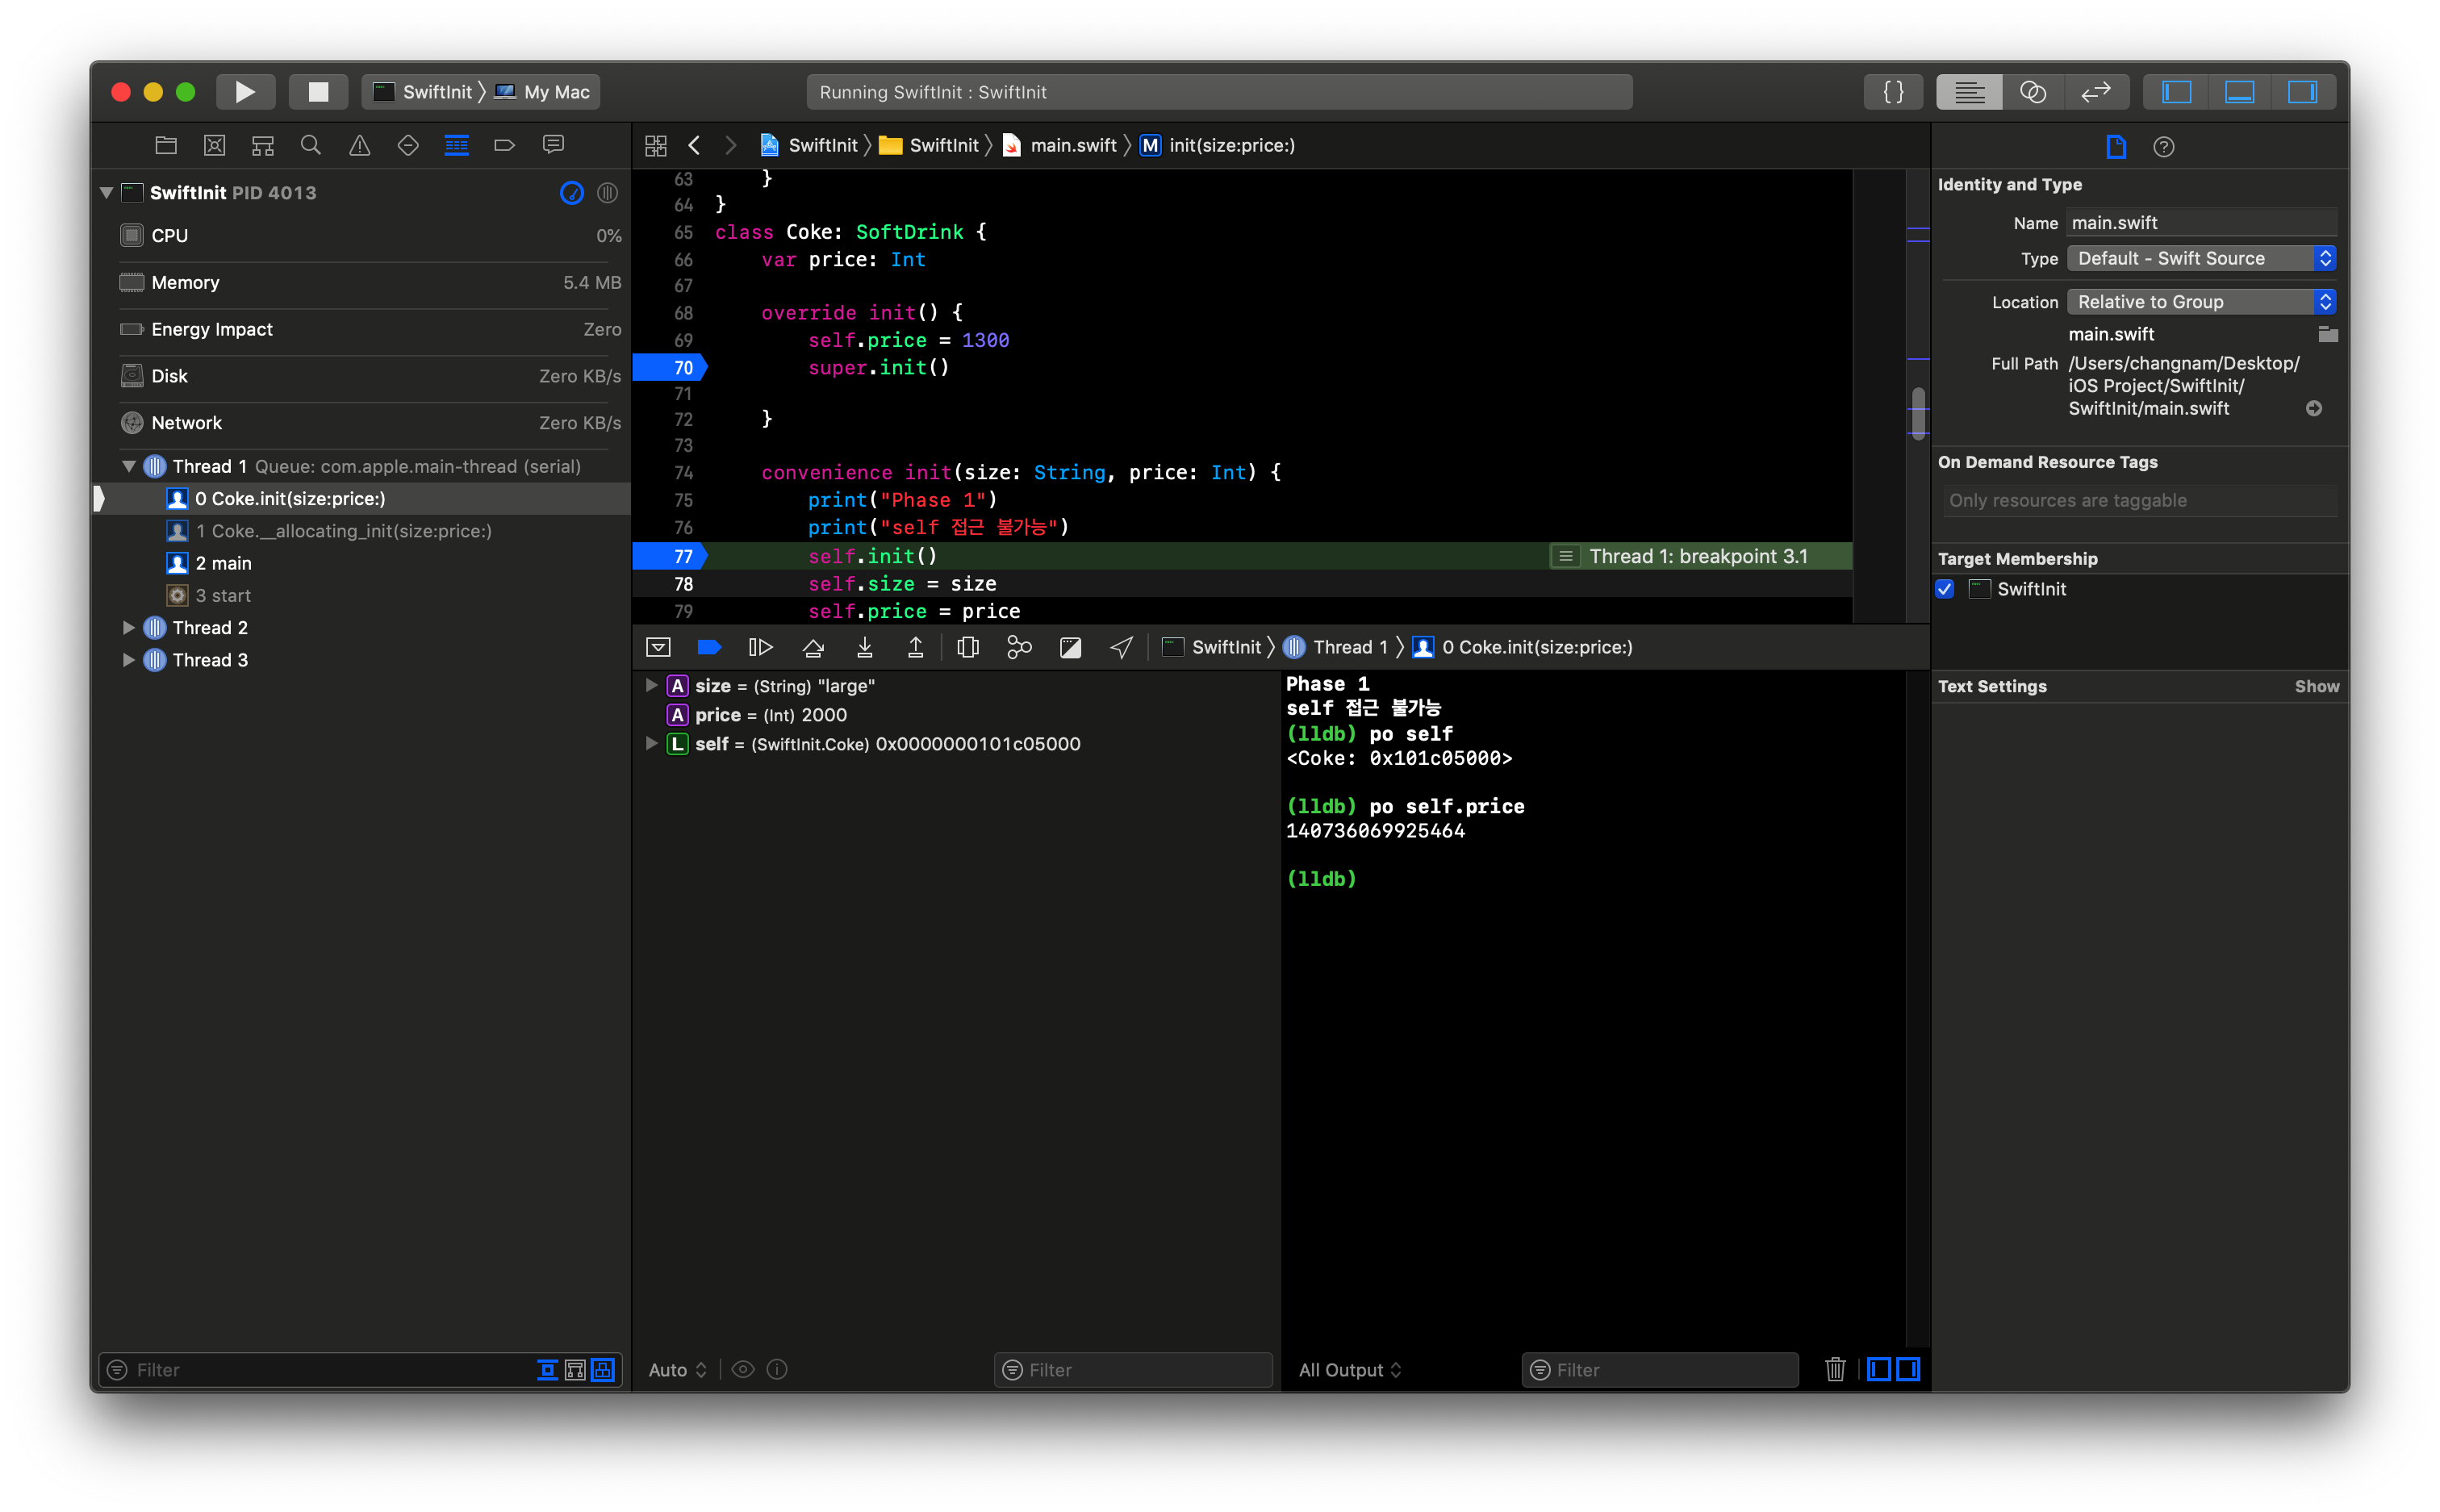 SwiftInit 〉 My Mac
Running SwiftInit : SwiftInit
{ }
SwiftInit PID 4013
CPU 0%
Memory 5.4 MB
Energy Impact Zero
Disk Zero KB/s
Network Zero KB/s
Thread 1 Queue: com.apple.main-thread (serial)
0 Coke.init(size:price:)
1 Coke.__allocating_init(size:price:)
2 main
3 start
Thread 2
Thread 3
Filter
SwiftInit 〉 SwiftInit 〉 main.swift 〉 M init(size:price:)
63 }
64 }
65 class Coke: SoftDrink {
66 var price: Int
67
68 override init() {
69 self.price = 1300
70 super.init()
71
72 }
73
74 convenience init(size: String, price: Int) {
75 print("Phase 1")
76 print("self 접근 불가능")
77 self.init() Thread 1: breakpoint 3.1
78 self.size = size
79 self.price = price
SwiftInit 〉 Thread 1 〉 0 Coke.init(size:price:)
A size = (String) "large"
A price = (Int) 2000
L self = (SwiftInit.Coke) 0x0000000101c05000
Auto
Filter
Phase 1
self 접근 불가능
(lldb) po self
<Coke: 0x101c05000>
(lldb) po self.price
140736069925464
(lldb)
All Output
Filter
Identity and Type
Name main.swift
Type Default - Swift Source
Location Relative to Group
main.swift
Full Path /Users/changnam/Desktop/
iOS Project/SwiftInit/
SwiftInit/main.swift
On Demand Resource Tags
Only resources are taggable
Target Membership
SwiftInit
Text Settings Show